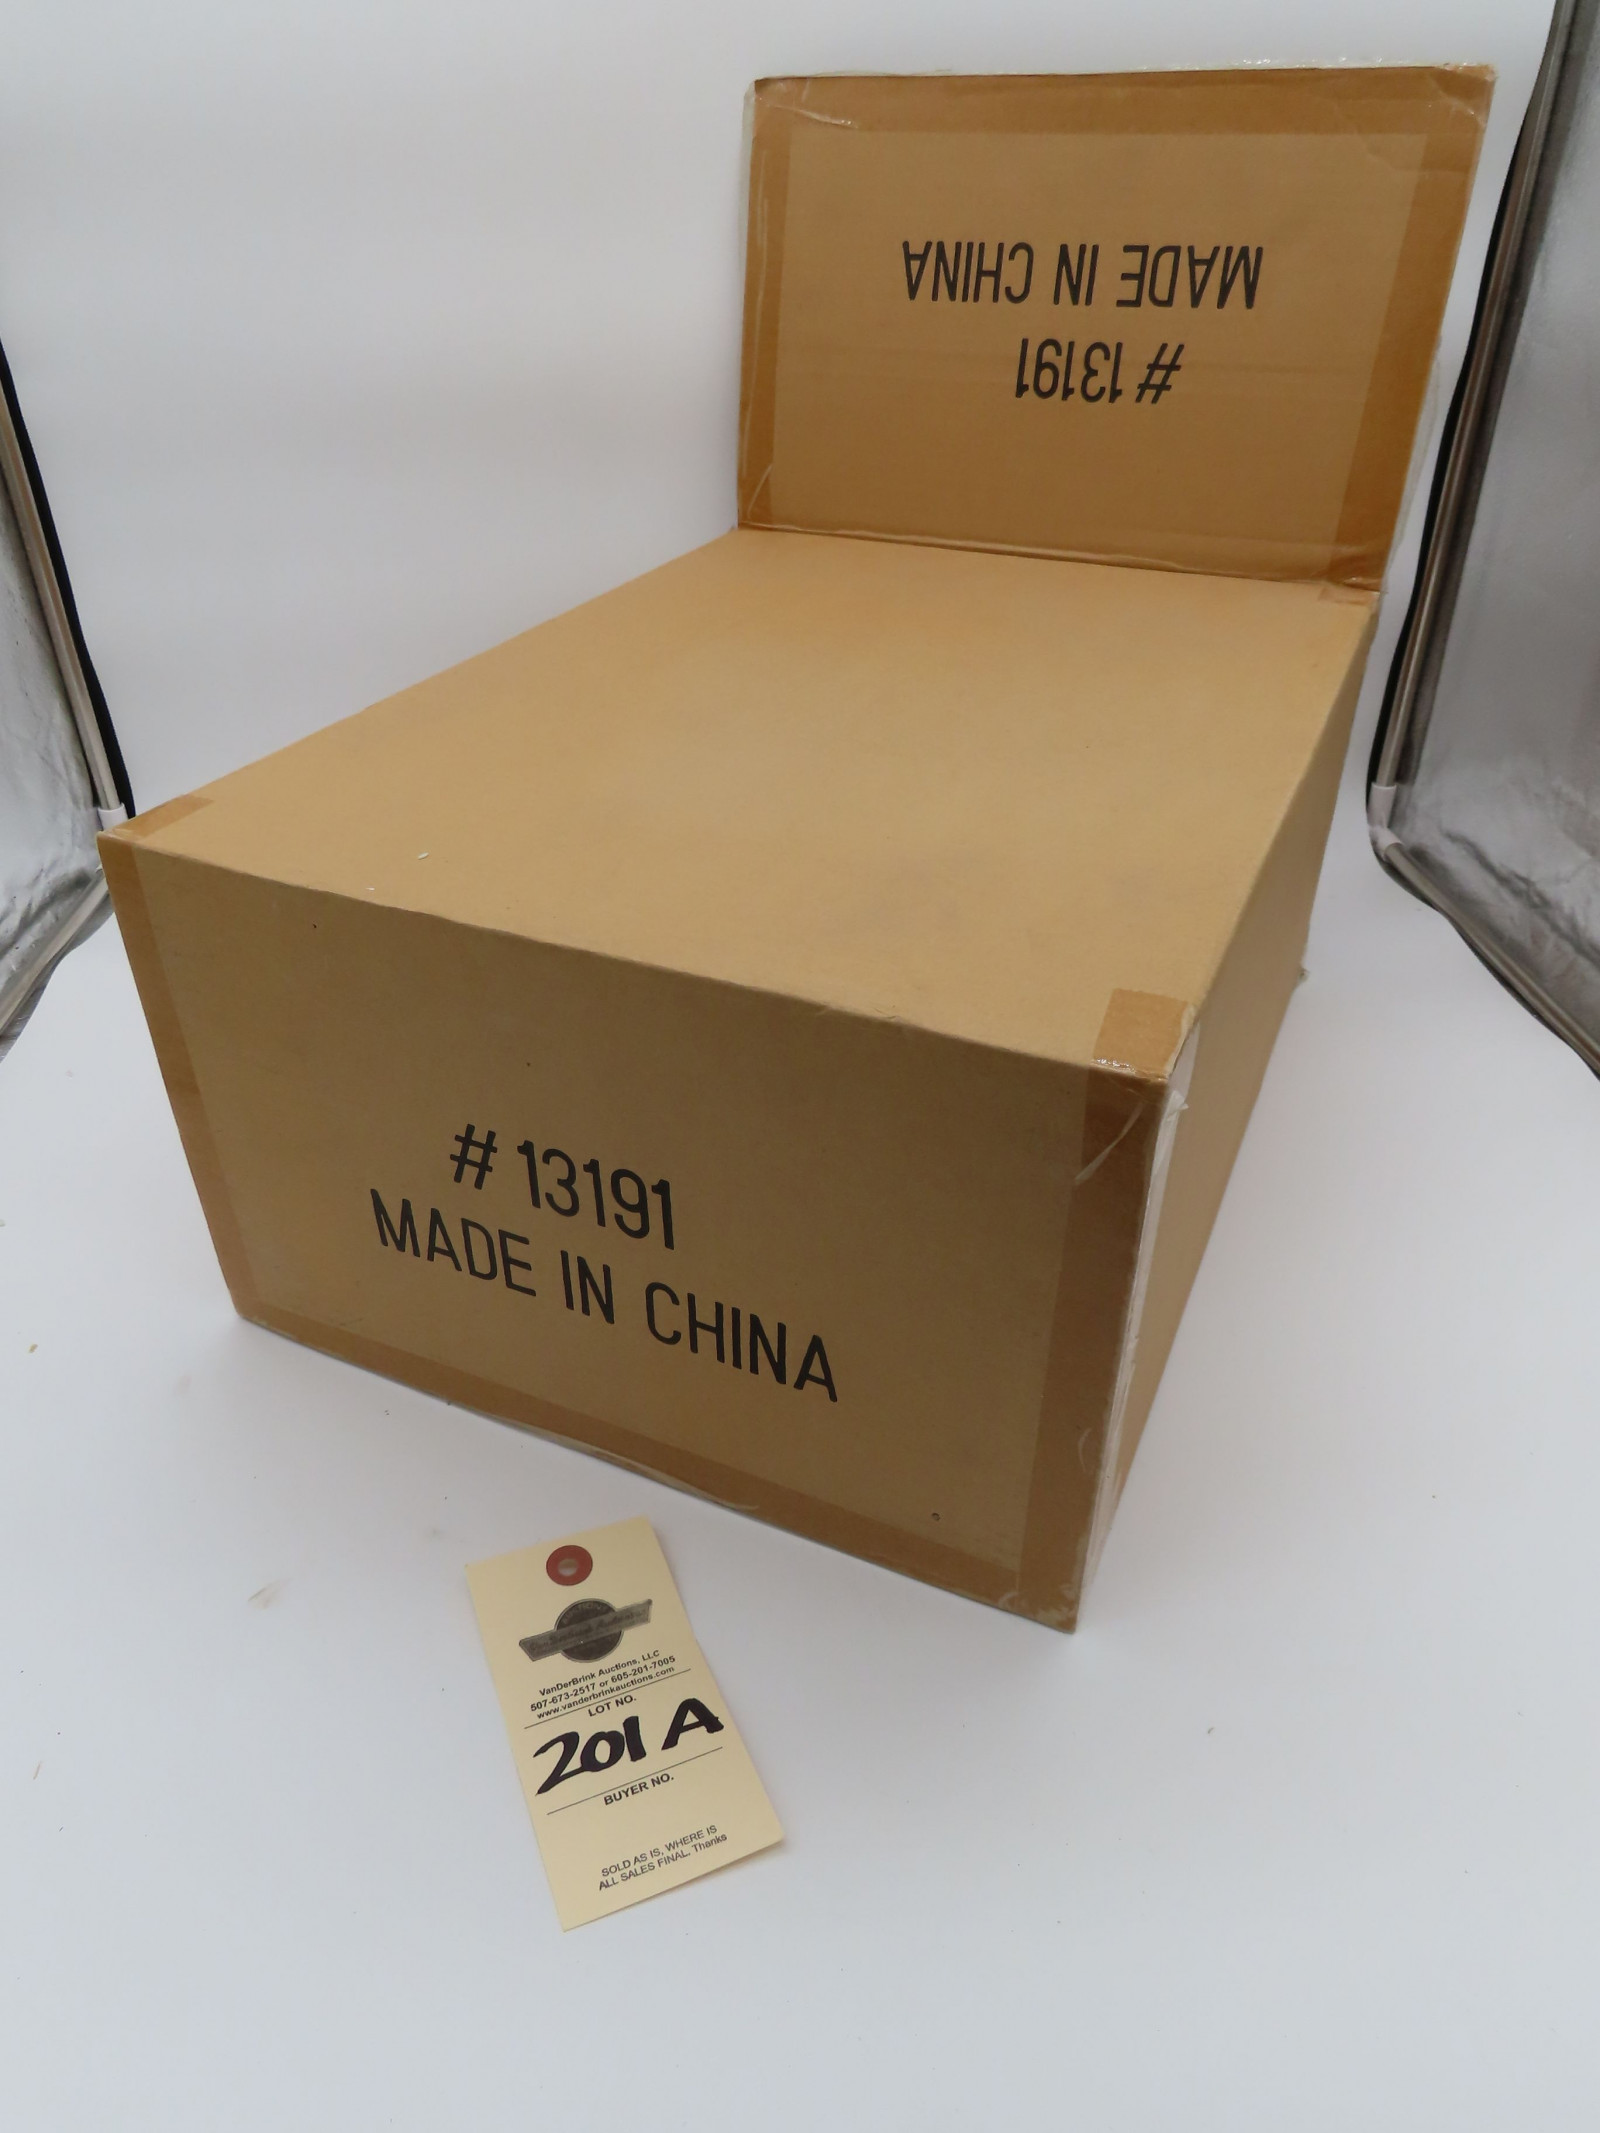 MADE IN CHINA
# 13191
# 13191
MADE IN CHINA
VanDerBrink Auctions, LLC
507-673-2517 or 605-201-7005
www.vanderbrinkauctions.com
LOT NO.
201A
BUYER NO.
SOLD AS IS, WHERE IS
ALL SALES FINAL. Thanks